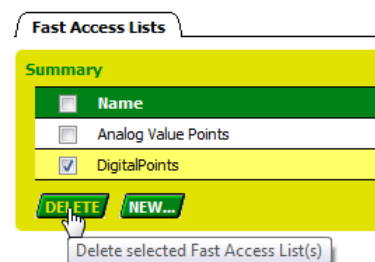 Fast Access Lists
Summary
Name
Analog Value Points
DigitalPoints
DELETE NEW...
Delete selected Fast Access List(s)